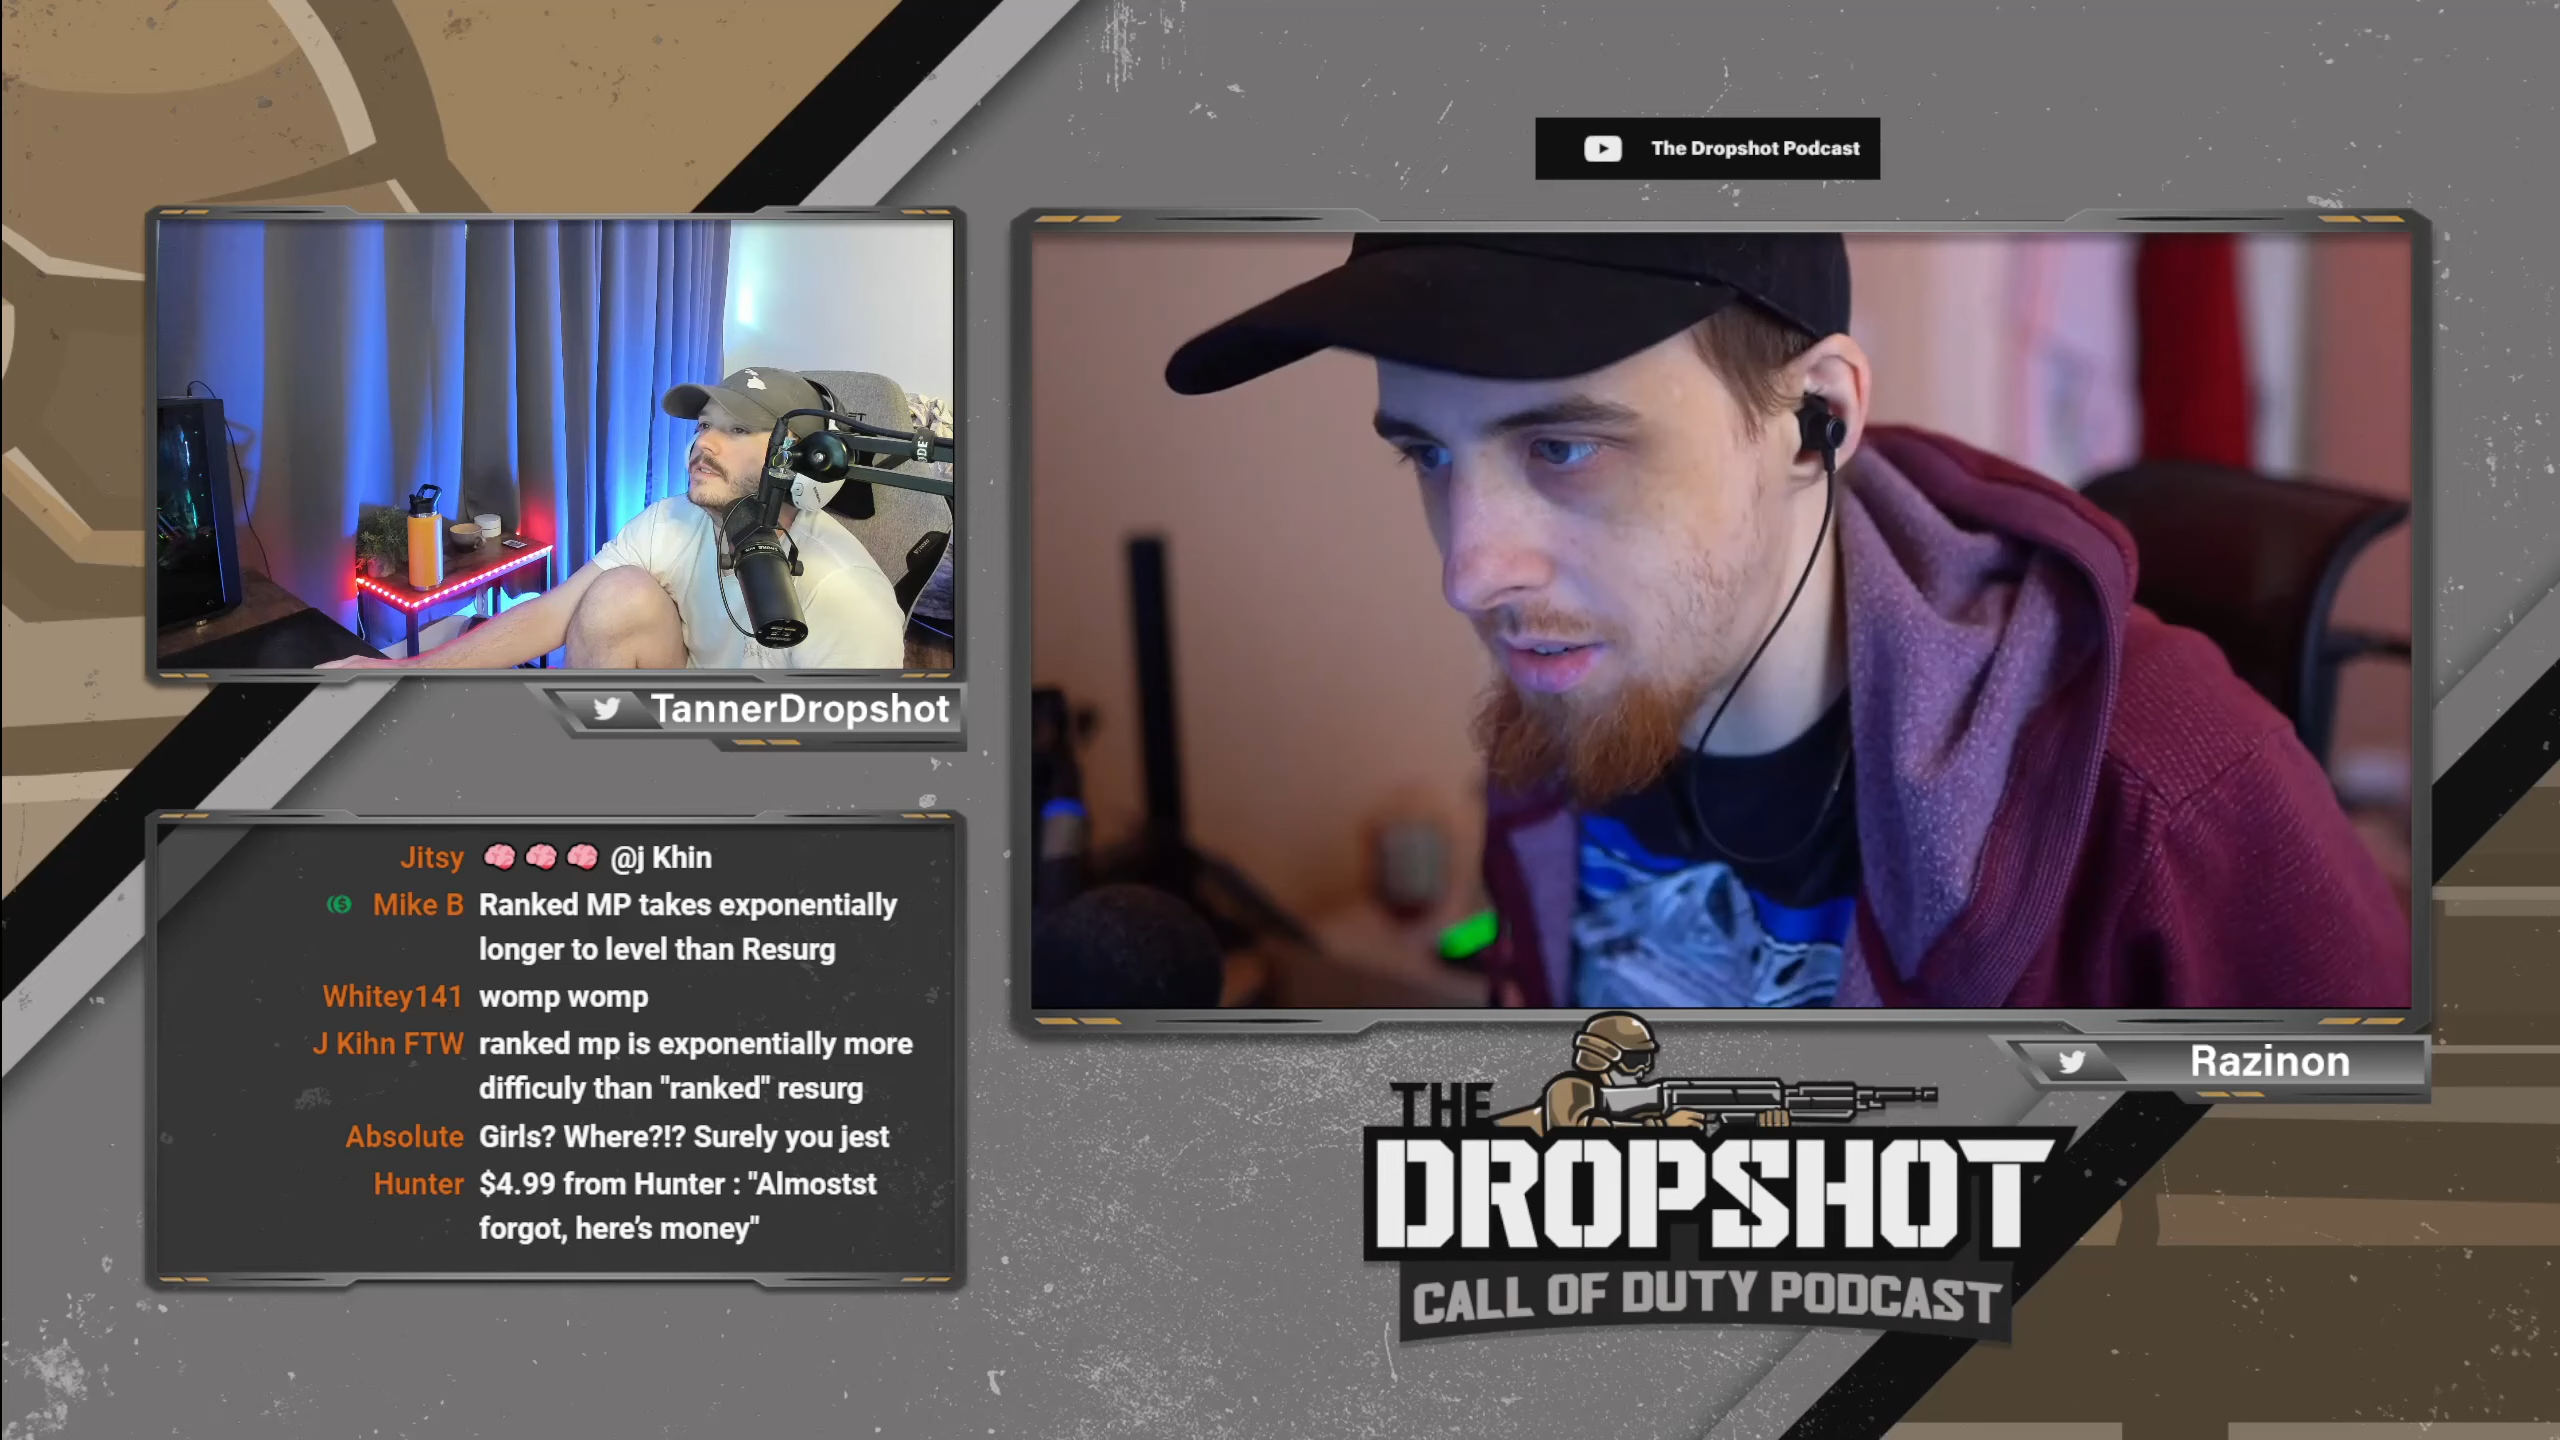 The Dropshot Podcast
TannerDropshot
Jitsy 🧠 🧠 🧠 @j Khin
Mike B Ranked MP takes exponentially
longer to level than Resurg
Whitey141 womp womp
J Kihn FTW ranked mp is exponentially more
difficuly than "ranked" resurg
Absolute Girls? Where?!? Surely you jest
Hunter $4.99 from Hunter : "Almostst
forgot, here's money"
Razinon
THE
DROPSHOT
CALL OF DUTY PODCAST